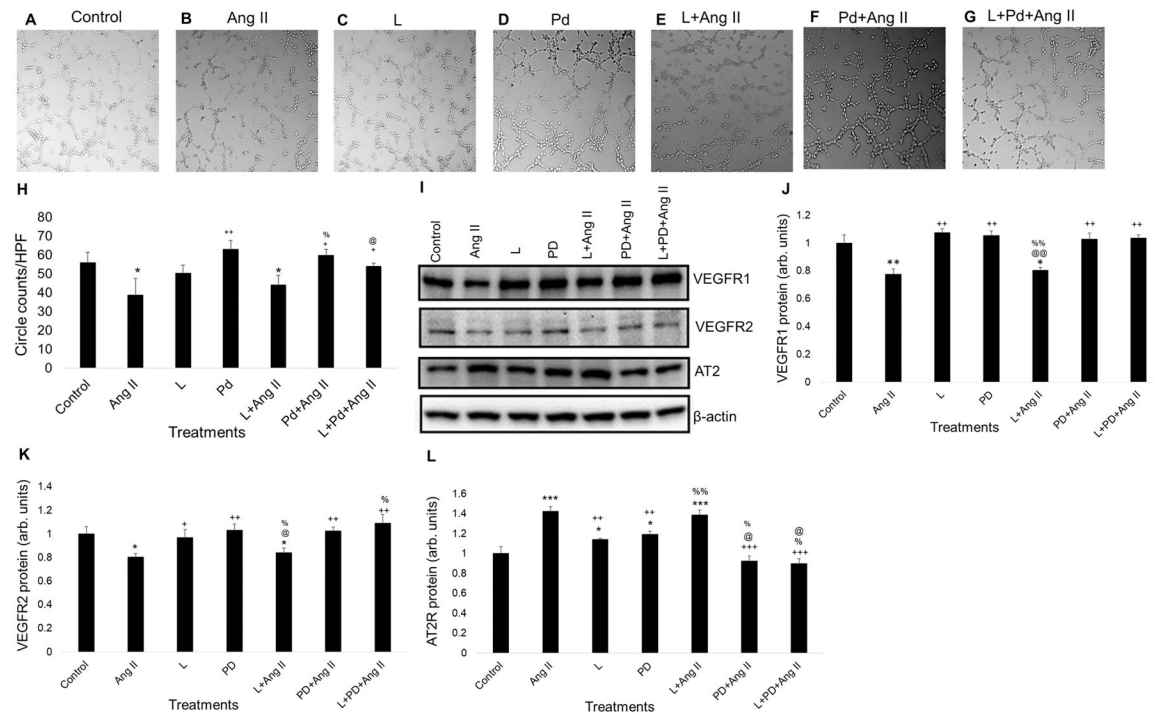 A Control
B Ang II
C L
D Pd
E L+Ang II
F Pd+Ang II
G L+Pd+Ang II
H
Circle counts/HPF
80
70
60
50
40
30
20
10
0
*
++
*
%
+
@
+
Control
Ang II
L
Pd
L+Ang II
Pd+Ang II
L+Pd+Ang II
Treatments
I
Control
Ang II
L
PD
L+Ang II
PD+Ang II
L+PD+Ang II
VEGFR1
VEGFR2
AT2
β-actin
J
VEGFR1 protein (arb. units)
1.2
1
0.8
0.6
0.4
0.2
0
**
++
++
%%
@@
*
++
++
Control
Ang II
L
PD
L+Ang II
PD+Ang II
L+PD+Ang II
Treatments
K
VEGFR2 protein (arb. units)
1.4
1.2
1
0.8
0.6
0.4
0.2
0
*
+
++
%
@
*
++
%
++
Control
Ang II
L
PD
L+Ang II
PD+Ang II
L+PD+Ang II
Treatments
L
AT2R protein (arb. units)
1.6
1.4
1.2
1
0.8
0.6
0.4
0.2
0
***
++
*
++
*
%%
***
%
@
+++
@
%
+++
Control
Ang II
L
PD
L+Ang II
PD+Ang II
L+PD+Ang II
Treatments